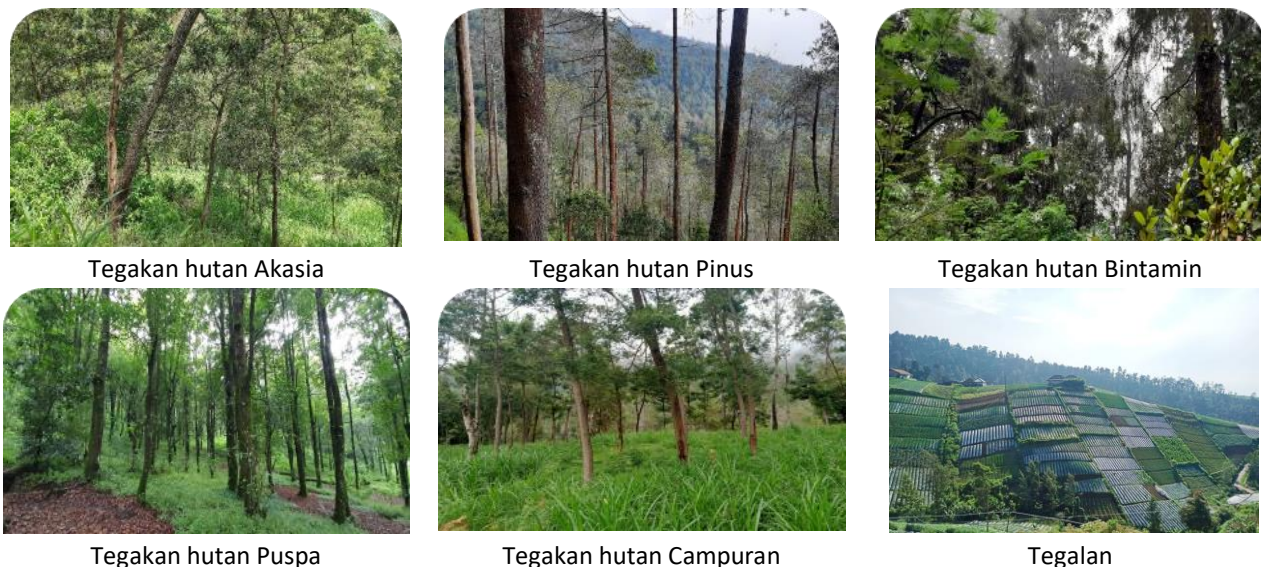 Tegakan hutan Akasia
Tegakan hutan Pinus
Tegakan hutan Bintamin
Tegakan hutan Puspa
Tegakan hutan Campuran
Tegalan